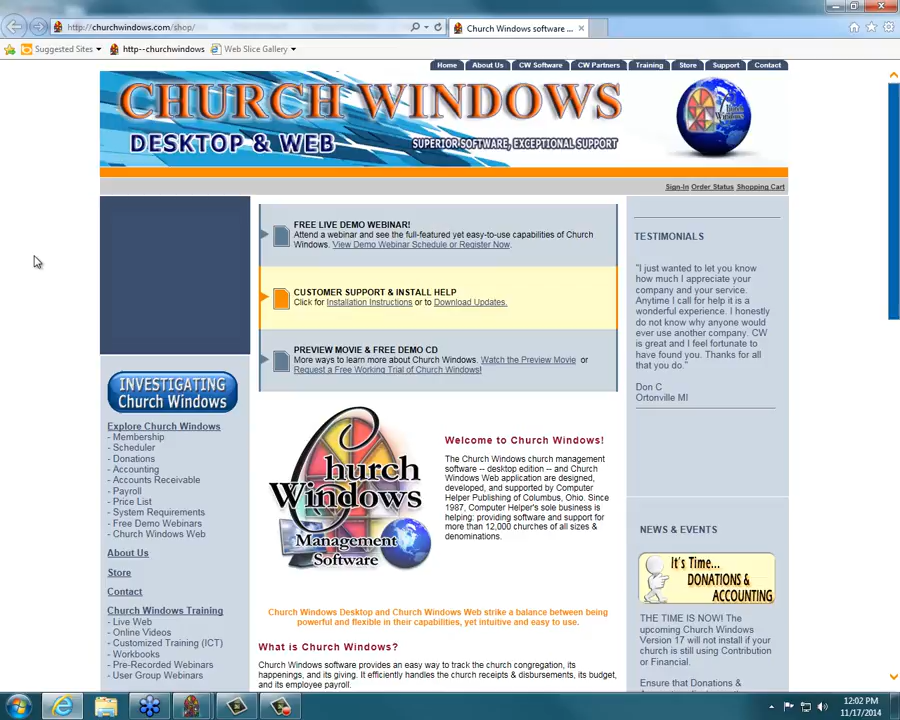 http://churchwindows.com/shop/
Church Windows software ...
Suggested Sites
http--churchwindows
Web Slice Gallery
Home
About Us
CW Software
CW Partners
Training
Store
Support
Contact
CHURCH WINDOWS
DESKTOP & WEB
SUPERIOR SOFTWARE, EXCEPTIONAL SUPPORT
Sign-In Order Status Shopping Cart
FREE LIVE DEMO WEBINAR!
Attend a webinar and see the full-featured yet easy-to-use capabilities of Church
Windows. View Demo Webinar Schedule or Register Now.
CUSTOMER SUPPORT & INSTALL HELP
Click for Installation Instructions or to Download Updates.
PREVIEW MOVIE & FREE DEMO CD
More ways to learn more about Church Windows. Watch the Preview Movie or
Request a Free Working Trial of Church Windows!
INVESTIGATING
Church Windows
Explore Church Windows
- Membership
- Scheduler
- Donations
- Accounting
- Accounts Receivable
- Payroll
- Price List
- System Requirements
- Free Demo Webinars
- Church Windows Web
About Us
Store
Contact
Church Windows Training
- Live Web
- Online Videos
- Customized Training (ICT)
- Workbooks
- Pre-Recorded Webinars
- User Group Webinars
Church
Windows
Management
Software
Welcome to Church Windows!
The Church Windows church management
software -- desktop edition -- and Church
Windows Web application are designed,
developed, and supported by Computer
Helper Publishing of Columbus, Ohio. Since
1987, Computer Helper's sole business is
helping: providing software and support for
more than 12,000 churches of all sizes &
denominations.
Church Windows Desktop and Church Windows Web strike a balance between being
powerful and flexible in their capabilities, yet intuitive and easy to use.
What is Church Windows?
Church Windows software provides an easy way to track the church congregation, its
happenings, and its giving. It efficiently handles the church receipts & disbursements, its budget,
and its employee payroll.
TESTIMONIALS
"I just wanted to let you know
how much I appreciate your
company and your service.
Anytime I call for help it is a
wonderful experience. I honestly
do not know why anyone would
ever use another company. CW
is great and I feel fortunate to
have found you. Thanks for all
that you do."
Don C
Ortonville MI
NEWS & EVENTS
It's Time...
DONATIONS &
ACCOUNTING
THE TIME IS NOW! The
upcoming Church Windows
Version 17 will not install if your
church is still using Contribution
or Financial.
Ensure that Donations &
12:02 PM
11/17/2014